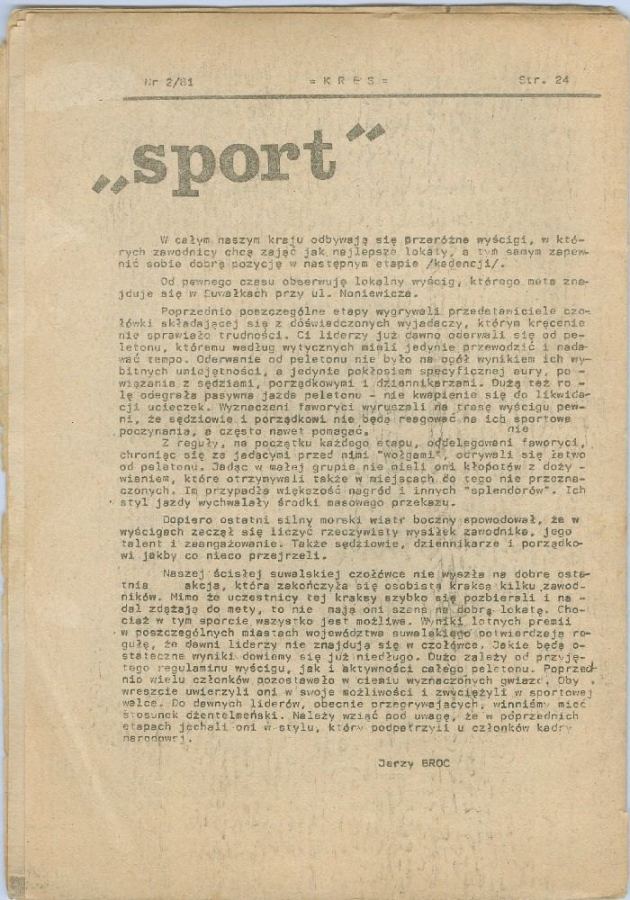 Nr 2/81 = K R E S = Str. 24
„sport”
W całym naszym kraju odbywają się przeróżne wyścigi, w któ-
rych zawodnicy chcą zająć jak najlepsze lokaty, a tym samym zapew-
nić sobie dobrą pozycję w następnym etapie /kadencji/.
Od pewnego czasu obserwuję lokalny wyścig, którego meta zna-
jduje się w Suwałkach przy ul. Noniewicza.
Poprzednio poszczególne etapy wygrywali przedstawiciele czo-
łówki składającej się z doświadczonych wyjadaczy, którym kręcenie
nie sprawiało trudności. Ci liderzy już dawno oderwali się od pe-
letonu, któremu według wytycznych mieli jedynie przewodzić i nada-
wać tempo. Oderwanie od peletonu nie było na ogół wynikiem ich wy-
bitnych umiejętności, a jedynie pokłosiem specyficznej aury, po-
wiązania z sędziami, porządkowymi i dziennikarzami. Dużą też ro-
lę odegrała pasywna jazda peletonu - nie kwapienie się do likwida-
cji ucieczek. Wyznaczeni faworyci wyruszali na trasę wyścigu pew-
ni, że sędziowie i porządkowi nie będą reagować na ich sportowe
poczynania, a często nawet pomagać. nie
Z reguły, na początku każdego etapu, oddelegowani faworyci,
chroniąc się za jadącymi przed nimi "wołgami", odrywali się łatwo
od peletonu. Jadąc w małej grupie nie mieli oni kłopotów z doży-
wianiem, które otrzymywali także w miejscach do tego nie przezna-
czonych. Im przypadła większość nagród i innych "splendorów". Ich
styl jazdy wychwalały środki masowego przekazu.
Dopiero ostatni silny morski wiatr boczny spowodował, że w
wyścigach zaczął się liczyć rzeczywisty wysiłek zawodnika, jego
talent i zaangażowanie. Także sędziowie, dziennikarze i porządko-
wi jakby co nieco przejrzeli.
Naszej ścisłej suwalskiej czołówce nie wyszła na dobre osta-
tnia akcja, która zakończyła się osobistą kraksą kilku zawod-
ników. Mimo że uczestnicy tej kraksy szybko się pozbierali i na-
dal zdążają do mety, to nie mają oni szans na dobrą lokatę. Cho-
ciaż w tym sporcie wszystko jest możliwe. Wyniki lotnych premii
w poszczególnych miastach województwa suwalskiego potwierdzają re-
gułę, że dawni liderzy nie znajdują się w czołówce. Jakie będą o-
stateczne wyniki dowiemy się już niedługo. Dużo zależy od przyję-
tego regulaminu wyścigu, jak i aktywności całego peletonu. Poprzed-
nio wielu członków pozostawało w cieniu wyznaczonych gwiazd. Oby
wreszcie uwierzyli oni w swoje możliwości i zwyciężyli w sportowej
walce. Do dawnych liderów, obecnie przegrywających, winniśmy mieć
stosunek dżentelmeński. Należy wziąć pod uwagę, że w poprzednich
etapach jechali oni w stylu, który podpatrzyli u członków kadry
narodowej.
Jerzy BROC